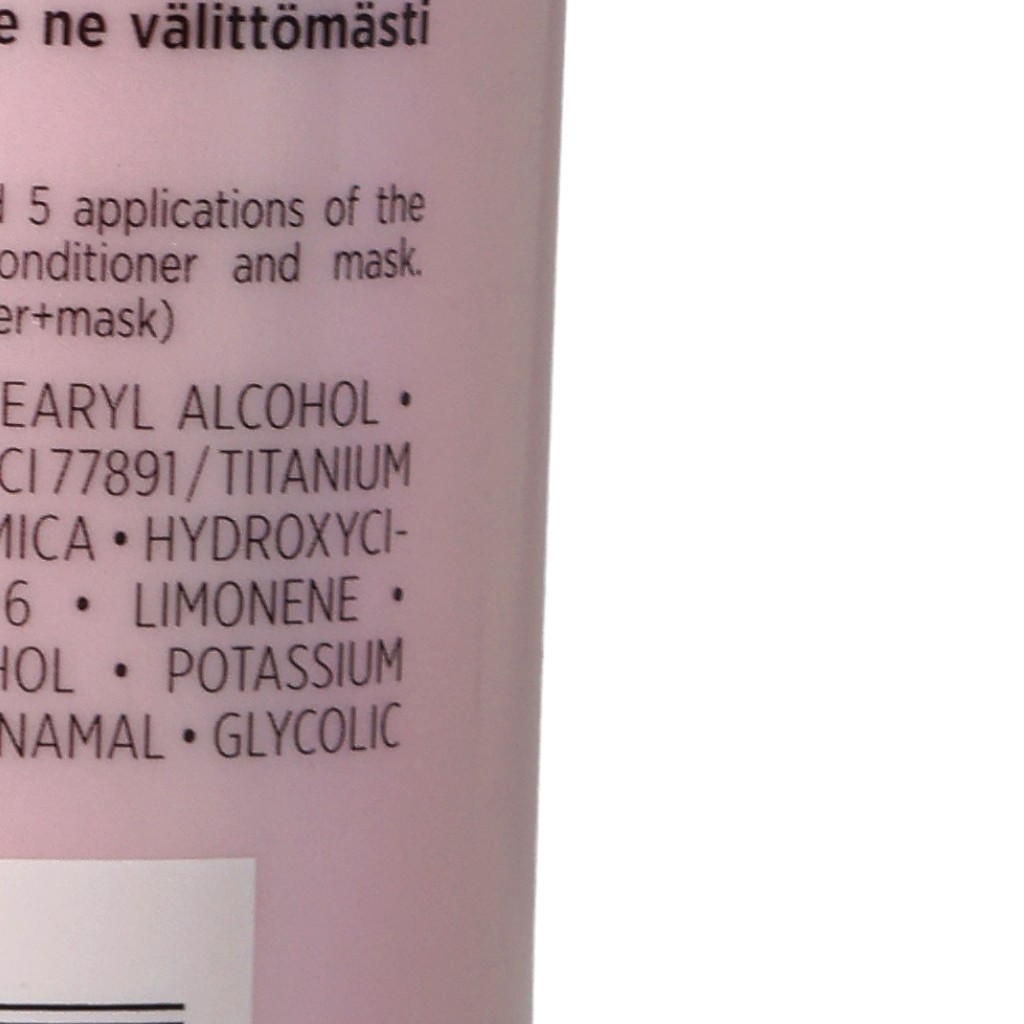 e ne välittömästi
5 applications of the
onditioner and mask.
er+mask)
EARYL ALCOHOL •
CI 77891/TITANIUM
MICA • HYDROXYCI-
6 • LIMONENE •
HOL • POTASSIUM
NAMAL • GLYCOLIC